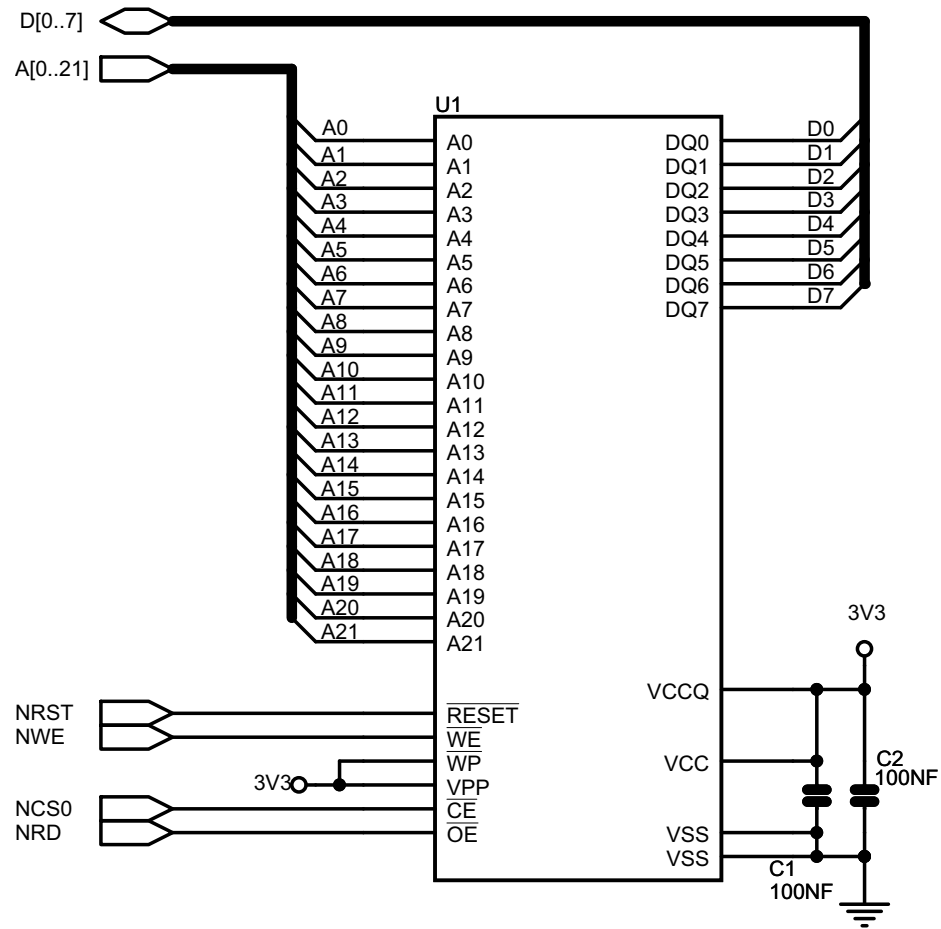 D[0..7]
A[0..21]
U1
A0 A0 DQ0 D0
A1 A1 DQ1 D1
A2 A2 DQ2 D2
A3 A3 DQ3 D3
A4 A4 DQ4 D4
A5 A5 DQ5 D5
A6 A6 DQ6 D6
A7 A7 DQ7 D7
A8 A8
A9 A9
A10 A10
A11 A11
A12 A12
A13 A13
A14 A14
A15 A15
A16 A16
A17 A17
A18 A18
A19 A19
A20 A20
A21 A21
3V3
VCCQ
NRST RESET
NWE WE
WP VCC C2
3V3 VPP 100NF
NCS0 CE
NRD OE VSS
VSS
C1
100NF